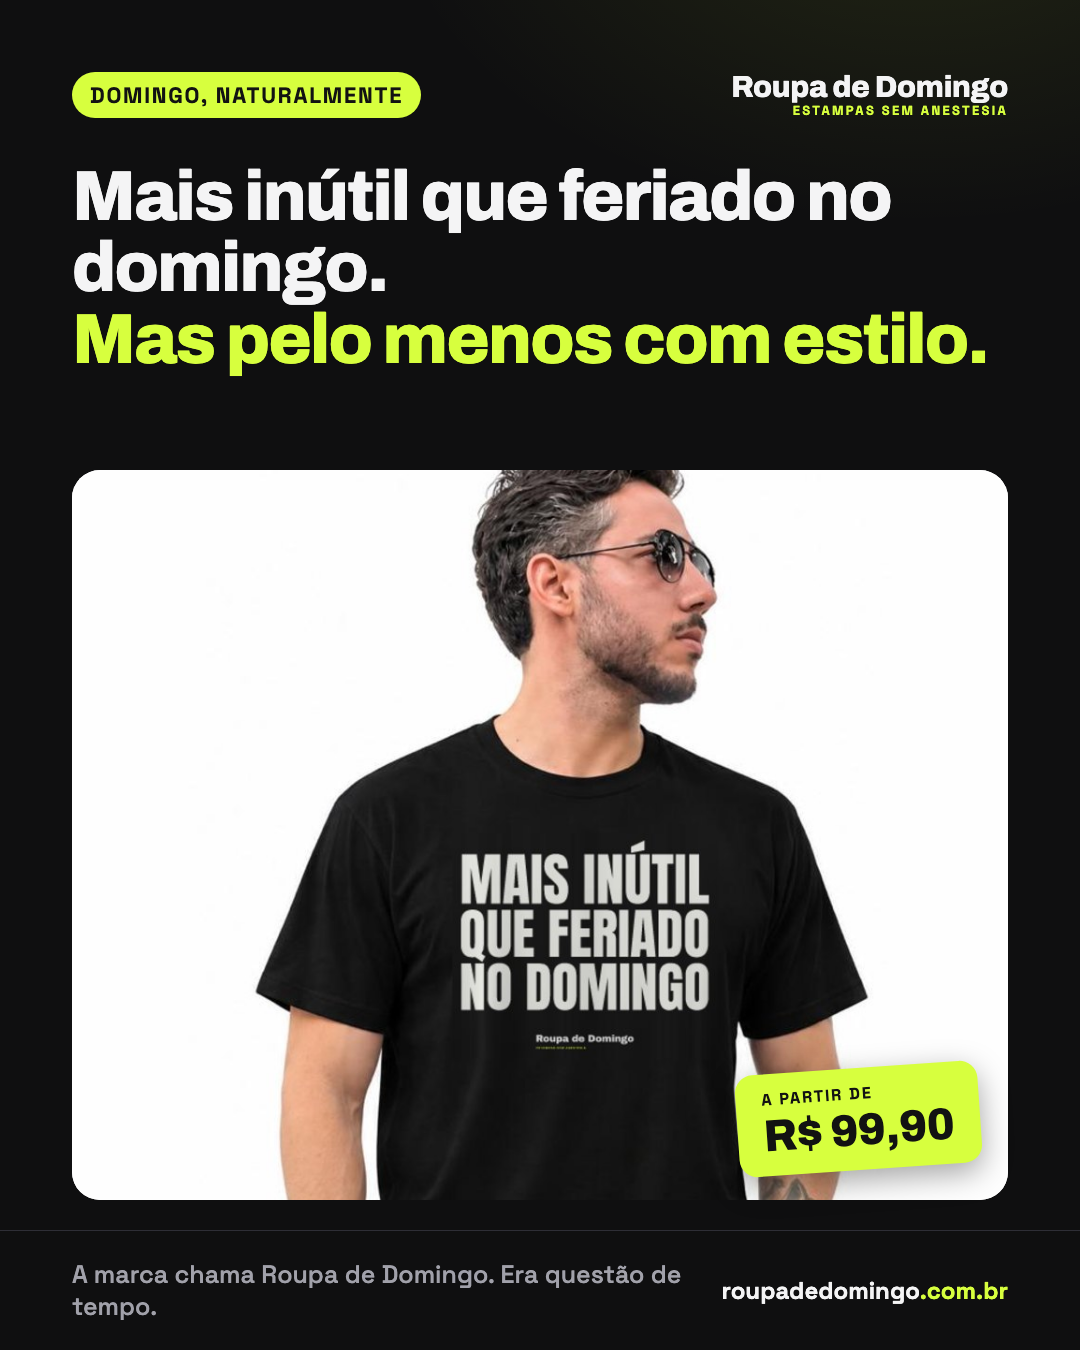 DOMINGO, NATURALMENTE
Roupa de Domingo
ESTAMPAS SEM ANESTESIA
Mais inútil que feriado no
domingo.
Mas pelo menos com estilo.
MAIS INÚTIL
QUE FERIADO
NO DOMINGO
Roupa de Domingo
A PARTIR DE
R$ 99,90
A marca chama Roupa de Domingo. Era questão de
tempo.
roupadedomingo.com.br